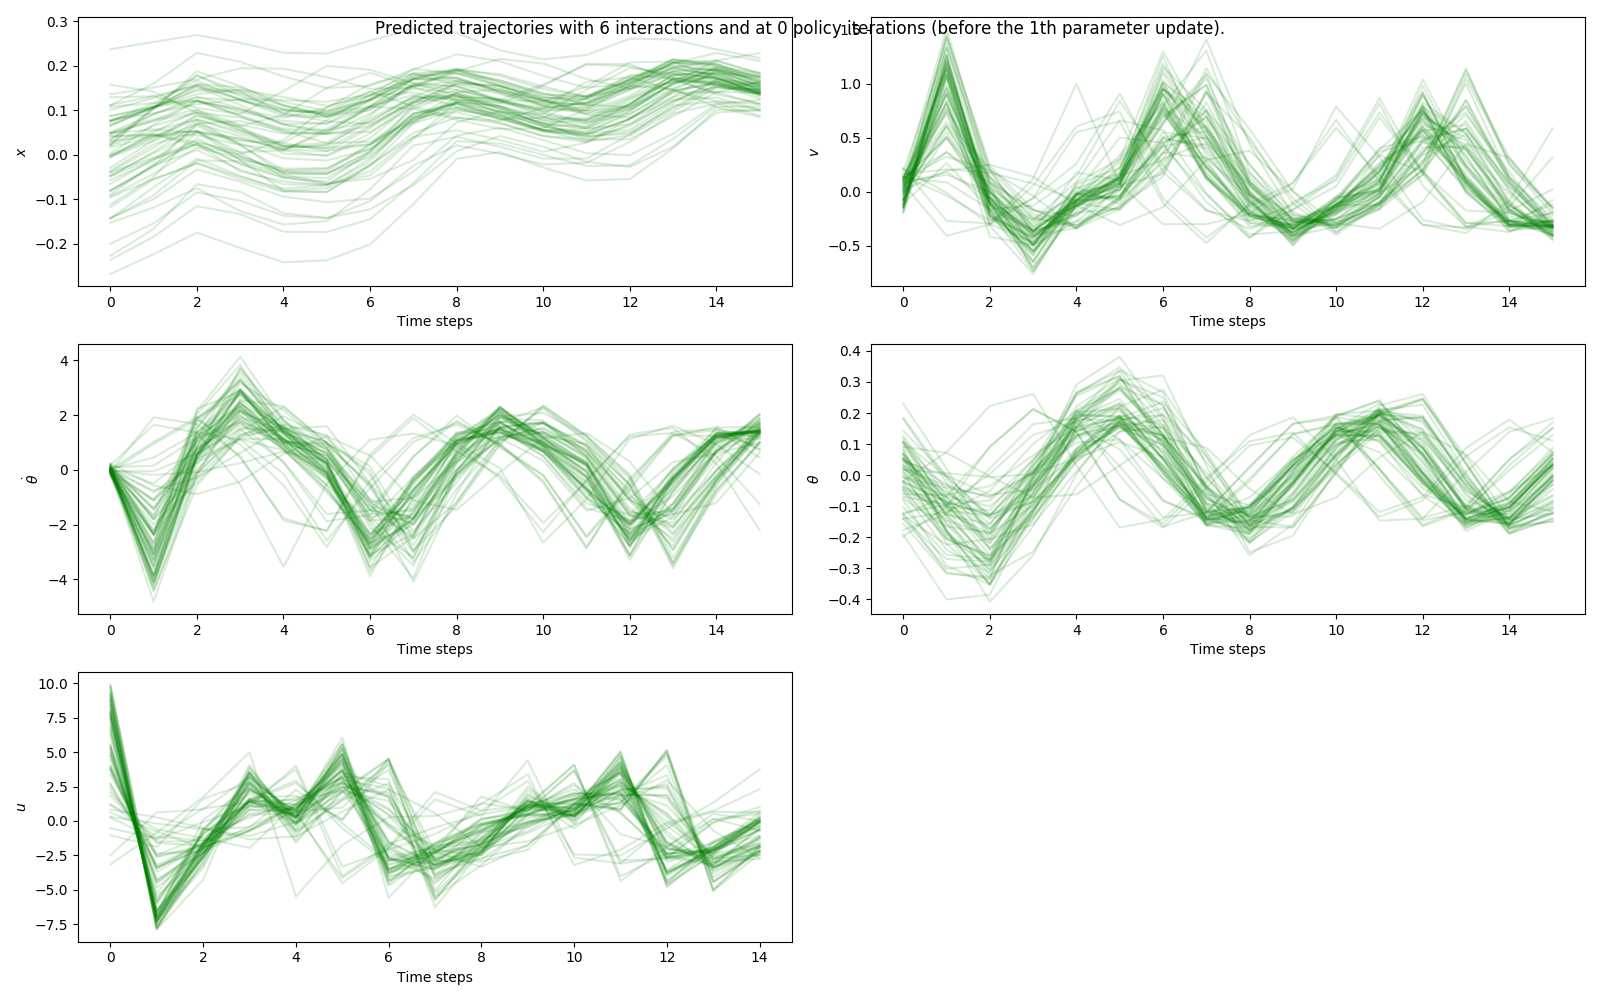 Predicted trajectories with 6 interactions and at 0 policy iterations (before the 1th parameter update).
0.3
0.2
0.1
0.0
−0.1
−0.2
x
0 2 4 6 8 10 12 14
Time steps
1.5
1.0
0.5
0.0
−0.5
v
0 2 4 6 8 10 12 14
Time steps
4
2
0
−2
−4
θ̇
0 2 4 6 8 10 12 14
Time steps
0.4
0.3
0.2
0.1
0.0
−0.1
−0.2
−0.3
−0.4
θ
0 2 4 6 8 10 12 14
Time steps
10.0
7.5
5.0
2.5
0.0
−2.5
−5.0
−7.5
u
0 2 4 6 8 10 12 14
Time steps